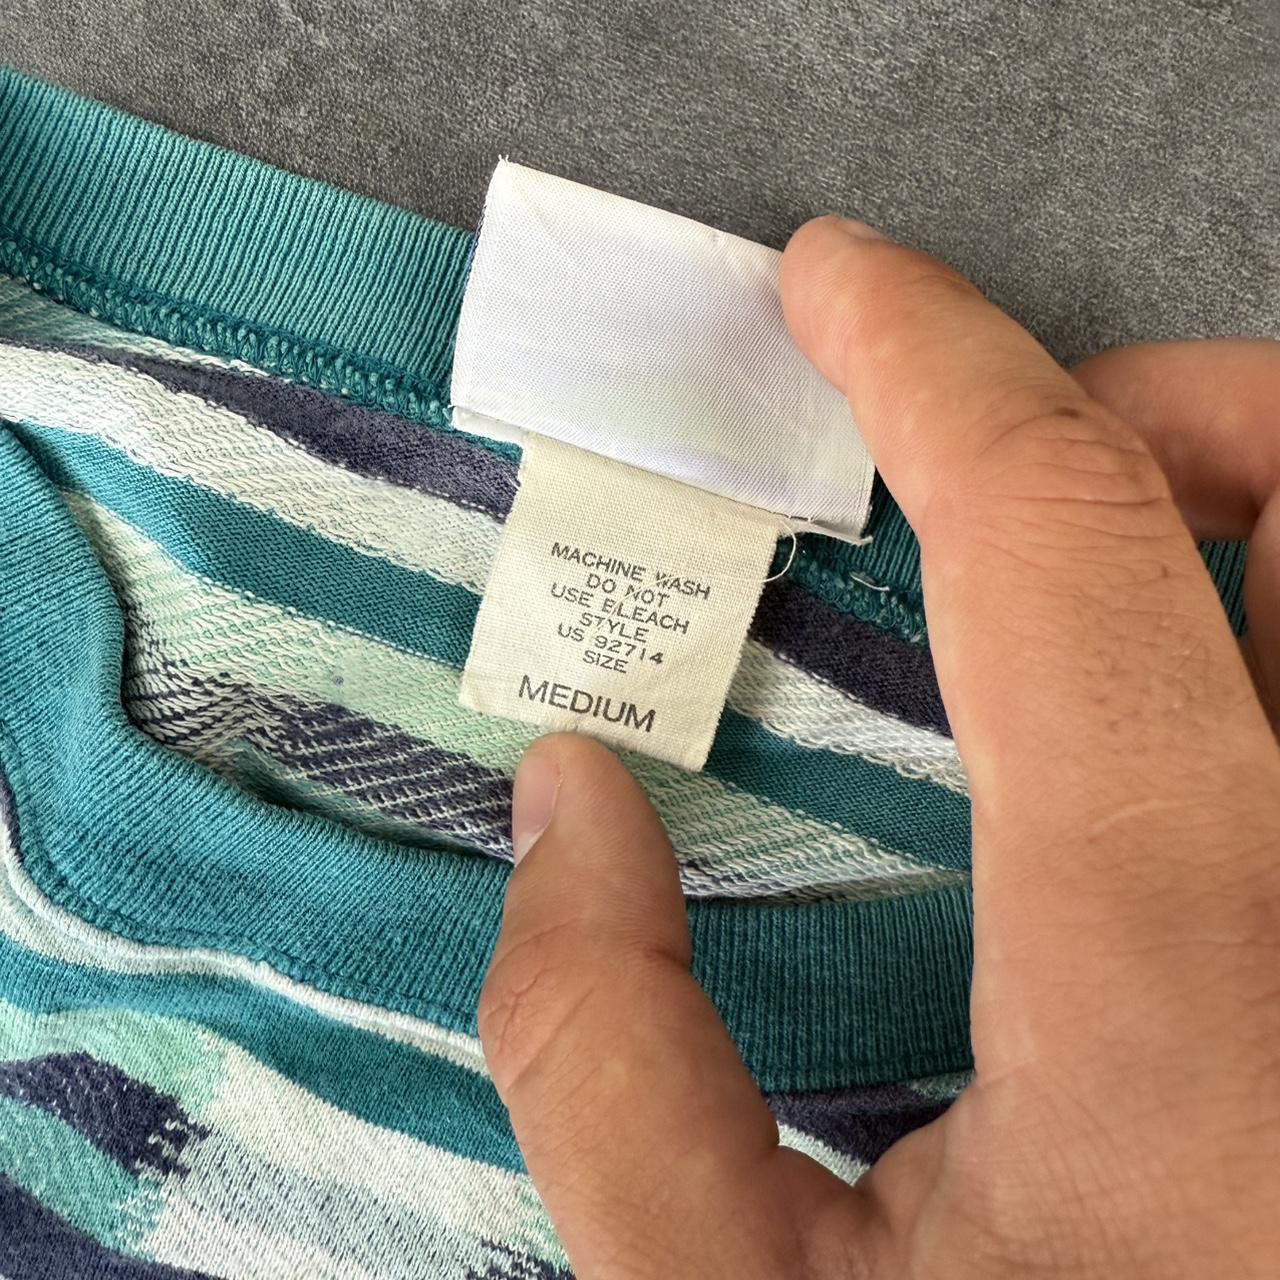 MACHINE WASH
DO NOT
USE BLEACH
STYLE
US 92714
SIZE
MEDIUM